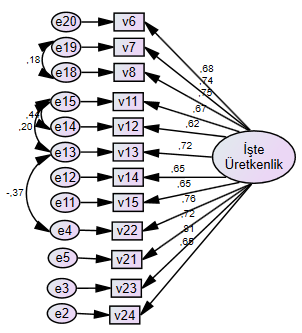 e20 v6
e19 v7
,18
e18 v8
,68
,74
,75
e15 v11
,67
,44
,20
e14 v12
,62
e13 v13
,72
İşte
Üretkenlik
e12 v14
,65
e11 v15
,65
-,37
,76
e4 v22
,72
e5 v21
,81
e3 v23
,65
e2 v24